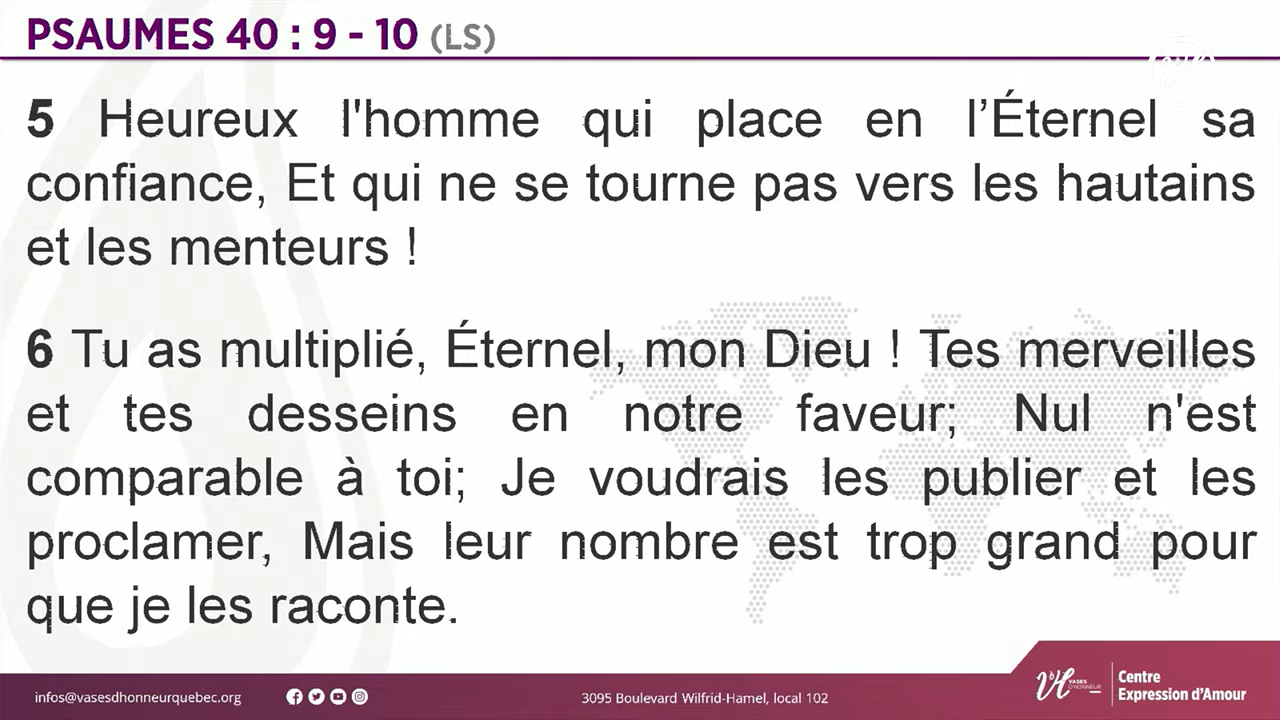 PSAUMES 40 : 9 - 10 (LS)
5 Heureux l'homme qui place en l’Éternel sa
confiance, Et qui ne se tourne pas vers les hautains
et les menteurs !
6 Tu as multiplié, Éternel, mon Dieu ! Tes merveilles
et tes desseins en notre faveur; Nul n'est
comparable à toi; Je voudrais les publier et les
proclamer, Mais leur nombre est trop grand pour
que je les raconte.
infos@vasesdhonneurquebec.org
3095 Boulevard Wilfrid-Hamel, local 102
VH VASES D'HONNEUR
Centre
Expression d'Amour